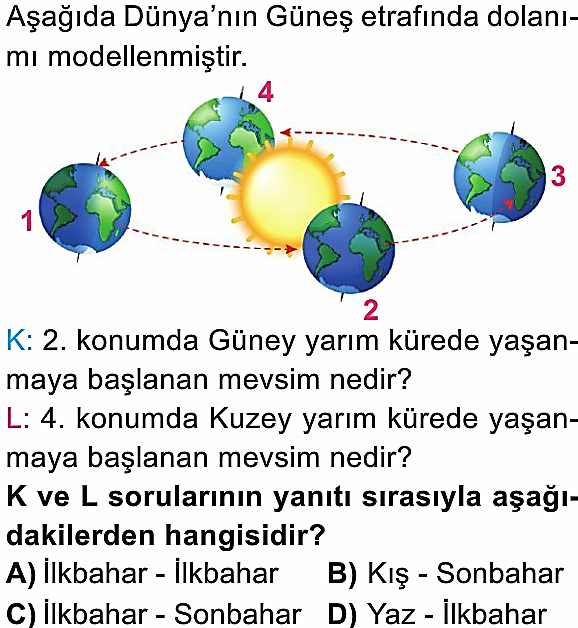 Aşağıda Dünya’nın Güneş etrafında dolanı-
mı modellenmiştir.
4
3
1
2
K: 2. konumda Güney yarım kürede yaşan-
maya başlanan mevsim nedir?
L: 4. konumda Kuzey yarım kürede yaşan-
maya başlanan mevsim nedir?
K ve L sorularının yanıtı sırasıyla aşağı-
dakilerden hangisidir?
A) İlkbahar - İlkbahar B) Kış - Sonbahar
C) İlkbahar - Sonbahar D) Yaz - İlkbahar